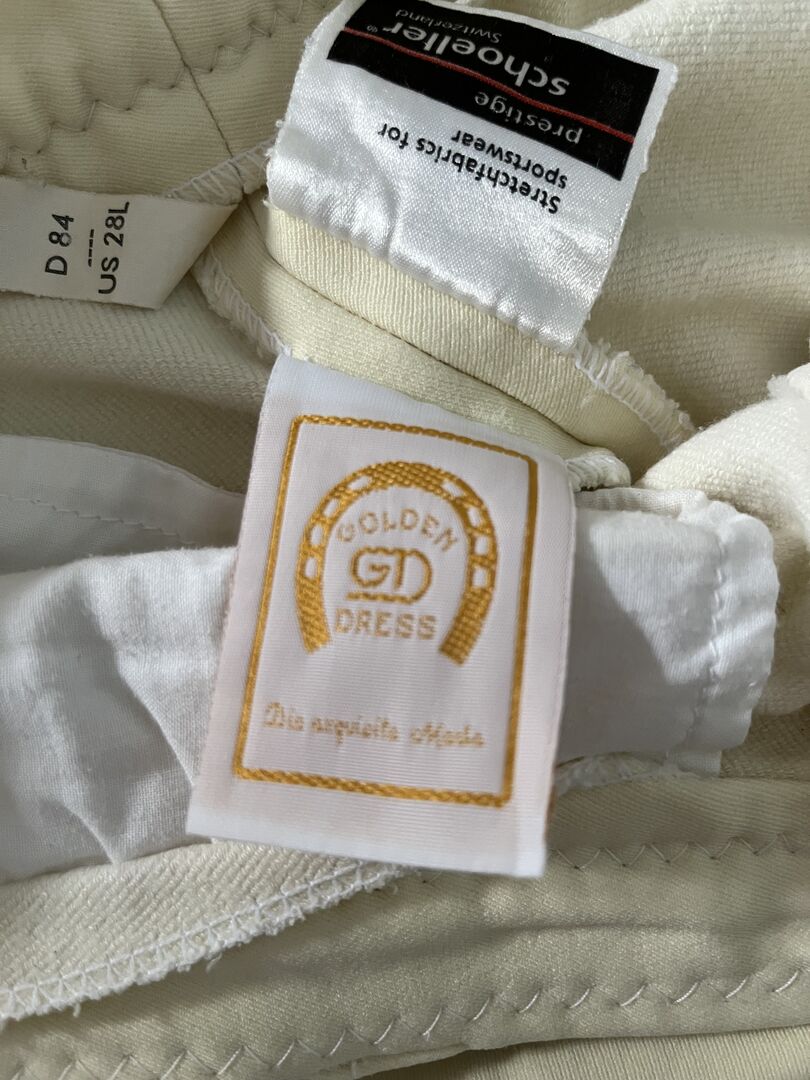 schoeller®
Switzerland
prestige
Stretchfabrics for
sportswear
D 84
----
US 28L
GOLDEN
GD
DRESS
Die exquisite Mode